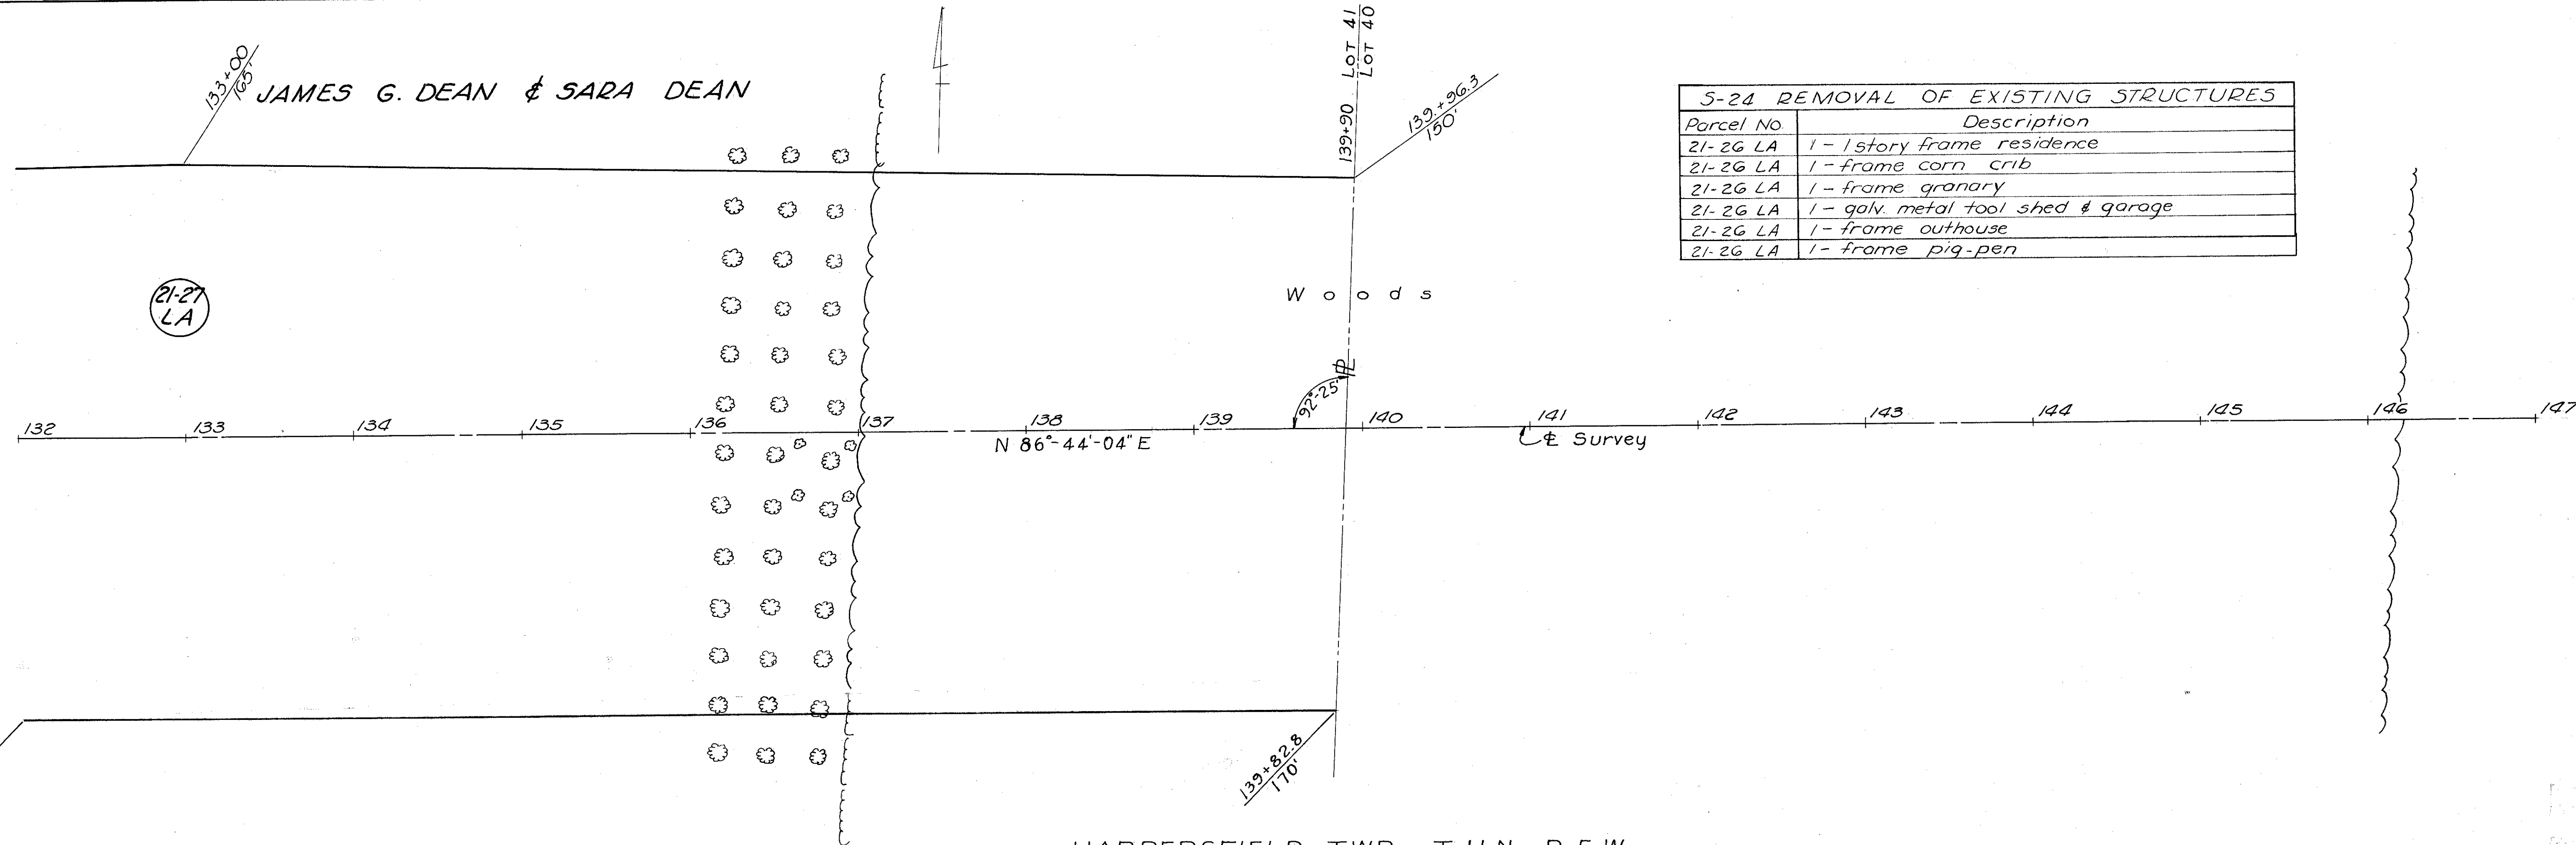 133+00
165'
JAMES G. DEAN & SARA DEAN
LOT 41
LOT 40
139+90
139+96.3
150'
S-24 REMOVAL OF EXISTING STRUCTURES
Parcel No. Description
21-26 LA 1 - 1 story frame residence
21-26 LA 1 - frame corn crib
21-26 LA 1 - frame granary
21-26 LA 1 - galv. metal tool shed & garage
21-26 LA 1 - frame outhouse
21-26 LA 1 - frame pig-pen
21-27
LA
Woods
PL
92°-25'
132 133 134 135 136 137 138 139 140 141 142 143 144 145 146 147
N 86°-44'-04" E
CL Survey
139+82.8
170'